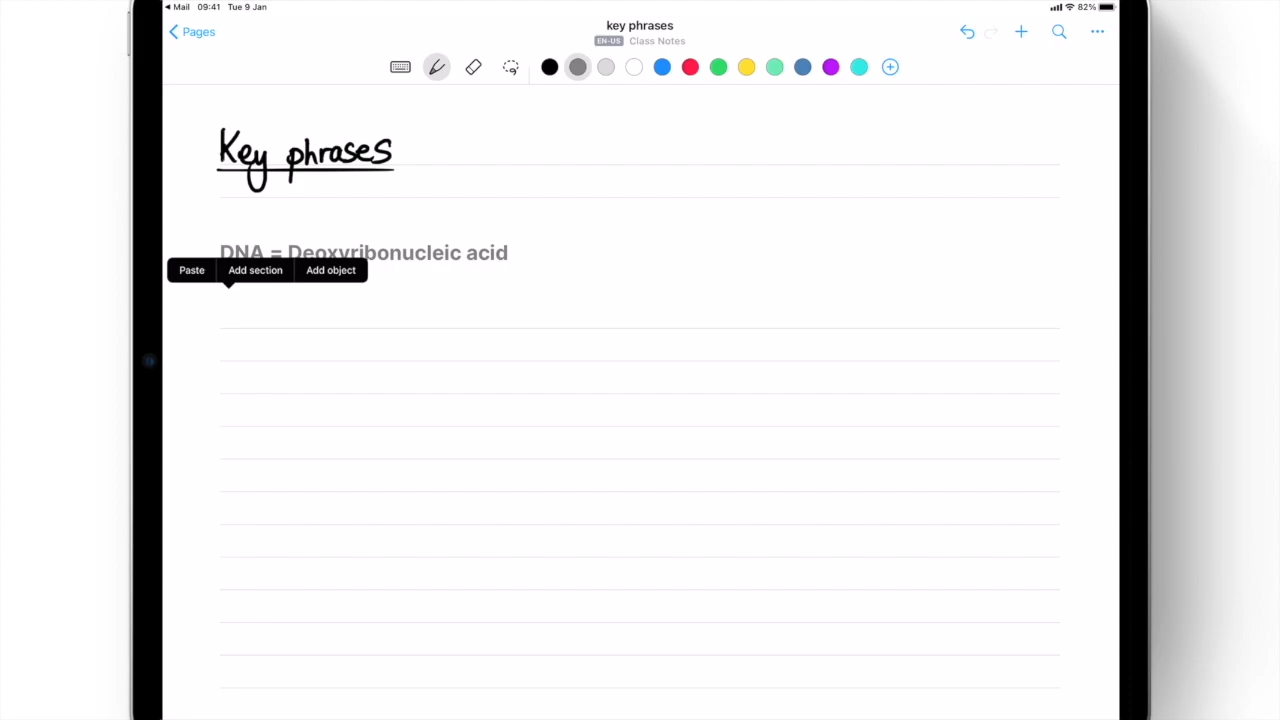 Mail 09:41 Tue 9 Jan 82%
Pages
key phrases
EN-US Class Notes
Key phrases
DNA = Deoxyribonucleic acid
Paste Add section Add object